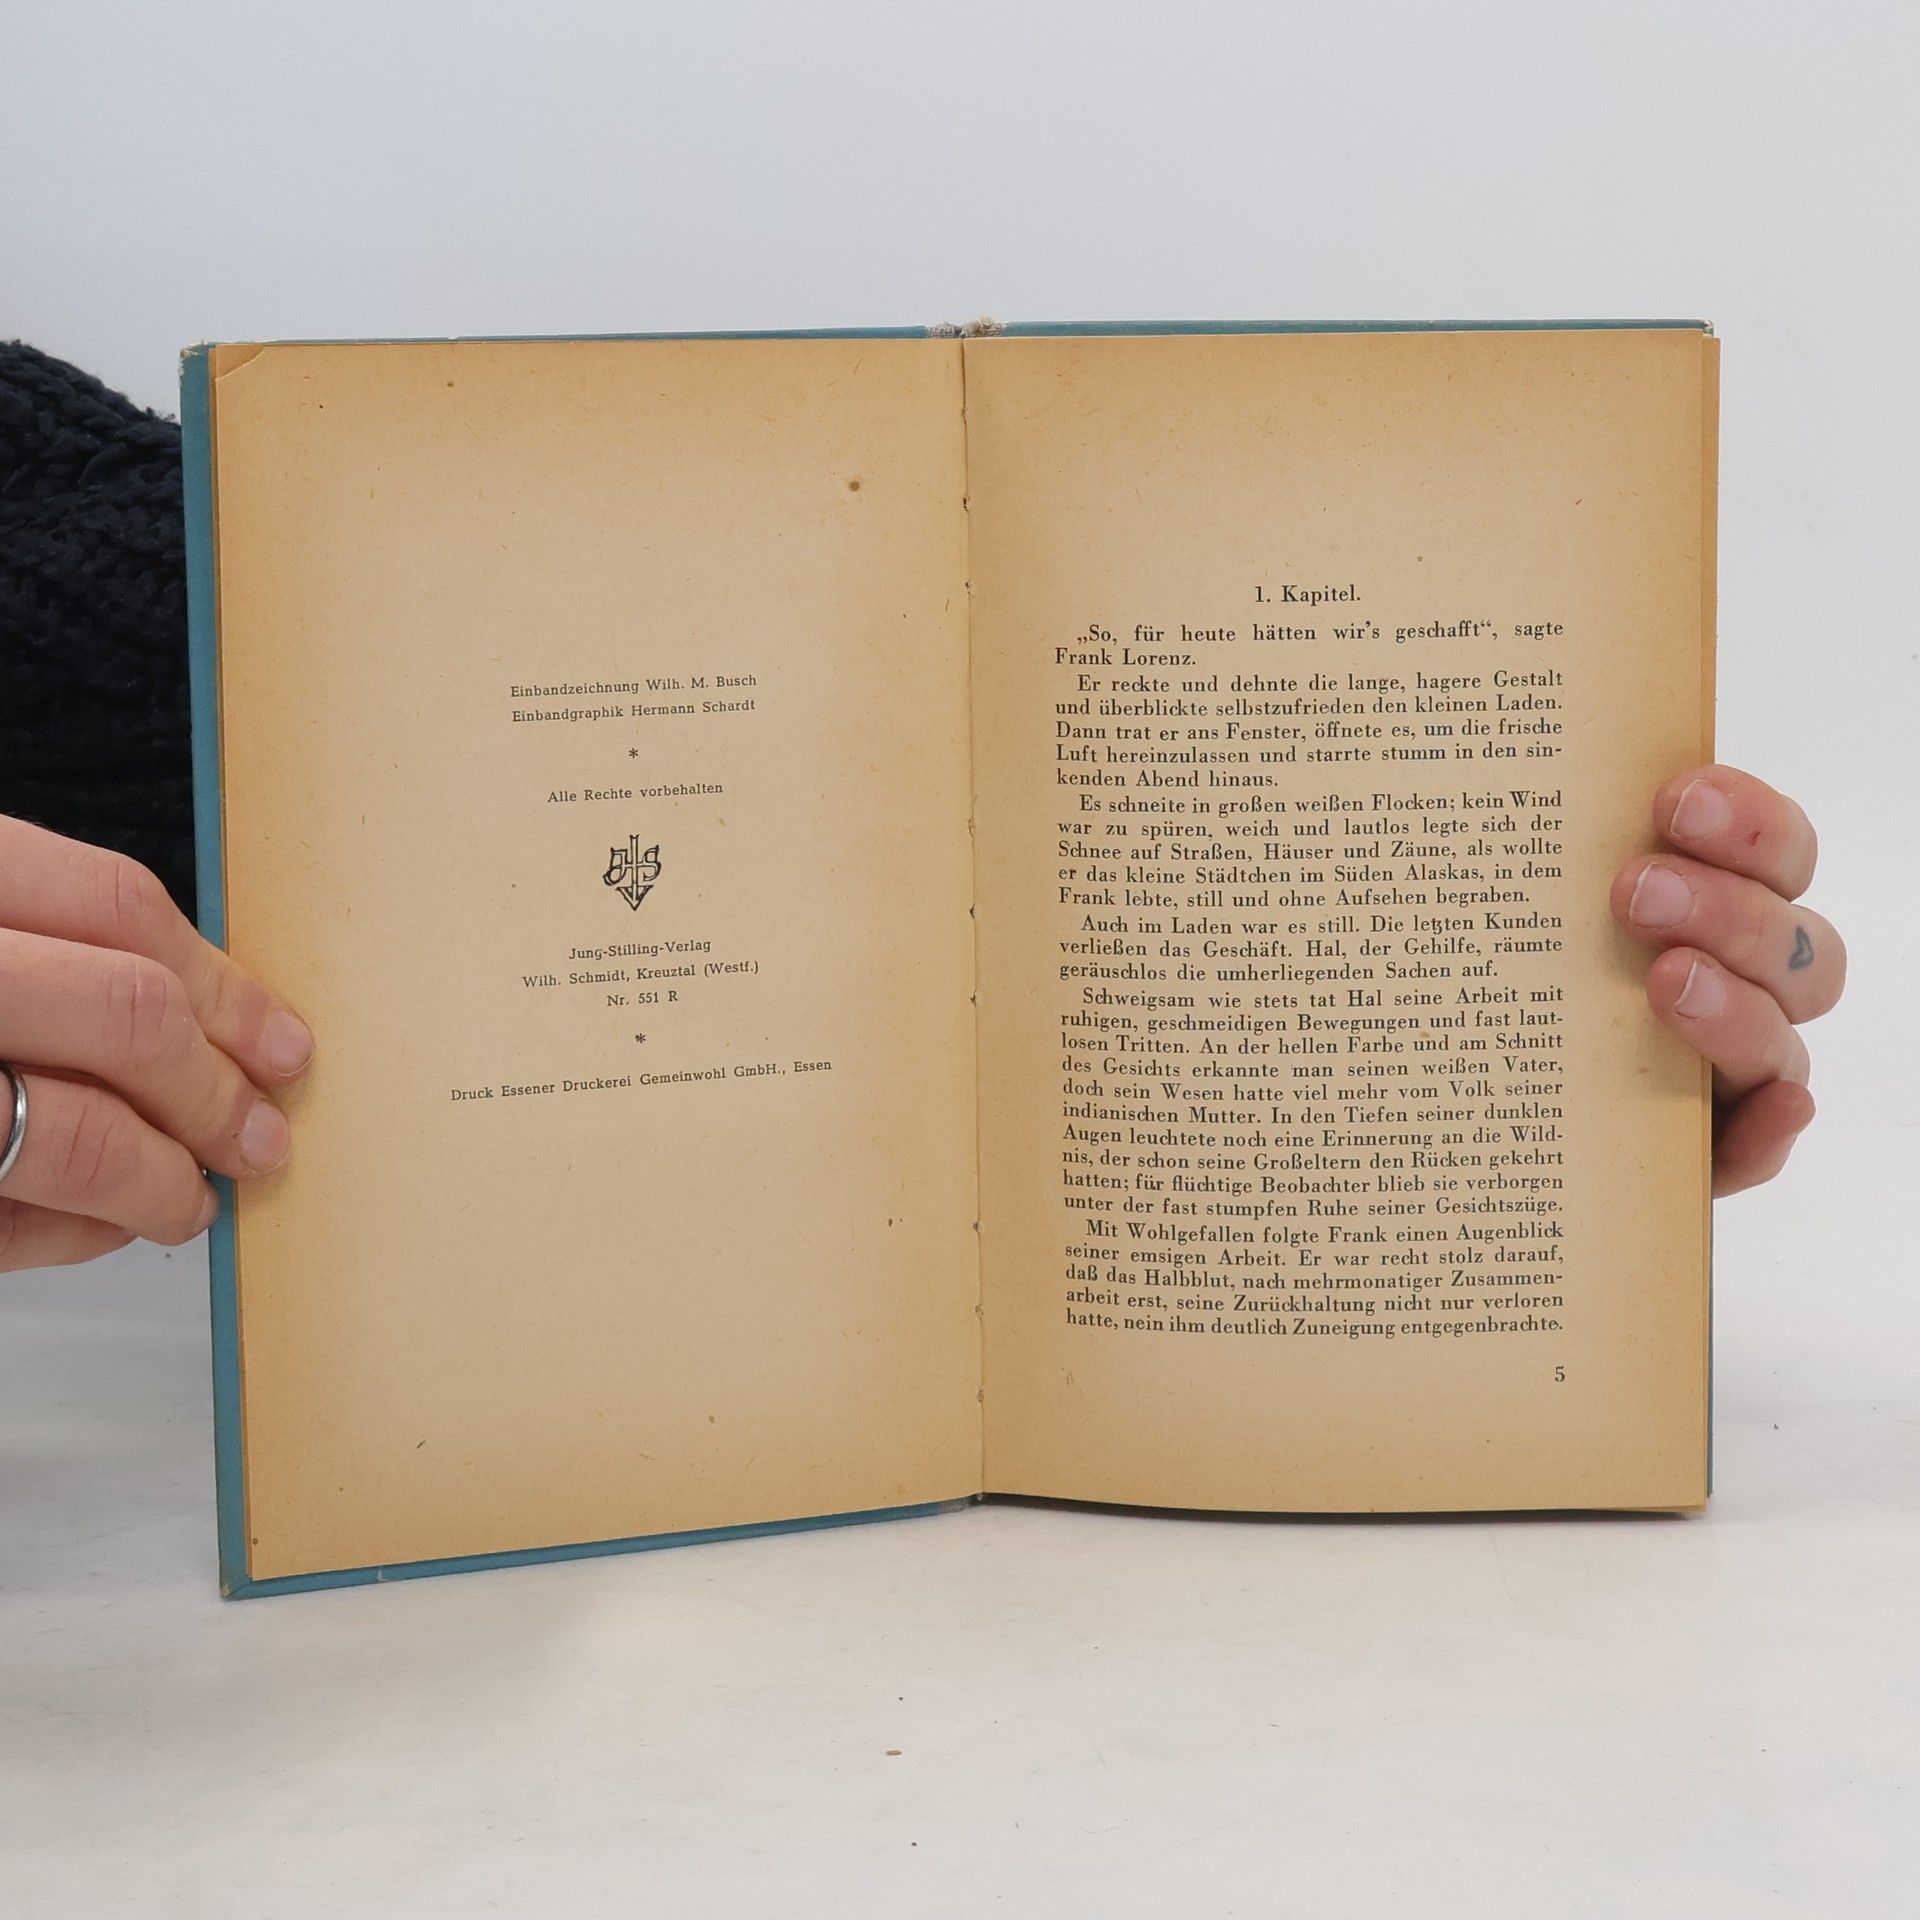 Einbandzeichnung Wilh. M. Busch
Einbandgraphik Hermann Schardt
*
Alle Rechte vorbehalten
Jung-Stilling-Verlag
Wilh. Schmidt, Kreuztal (Westf.)
Nr. 551 R
*
Druck Essener Druckerei Gemeinwohl GmbH., Essen
1. Kapitel.
„So, für heute hätten wir's geschafft“, sagte
Frank Lorenz.
Er reckte und dehnte die lange, hagere Gestalt
und überblickte selbstzufrieden den kleinen Laden.
Dann trat er ans Fenster, öffnete es, um die frische
Luft hereinzulassen und starrte stumm in den sin-
kenden Abend hinaus.
Es schneite in großen weißen Flocken; kein Wind
war zu spüren, weich und lautlos legte sich der
Schnee auf Straßen, Häuser und Zäune, als wollte
er das kleine Städtchen im Süden Alaskas, in dem
Frank lebte, still und ohne Aufsehen begraben.
Auch im Laden war es still. Die letzten Kunden
verließen das Geschäft. Hal, der Gehilfe, räumte
geräuschlos die umherliegenden Sachen auf.
Schweigsam wie stets tat Hal seine Arbeit mit
ruhigen, geschmeidigen Bewegungen und fast laut-
losen Tritten. An der hellen Farbe und am Schnitt
des Gesichts erkannte man seinen weißen Vater,
doch sein Wesen hatte viel mehr vom Volk seiner
indianischen Mutter. In den Tiefen seiner dunklen
Augen leuchtete noch eine Erinnerung an die Wild-
nis, der schon seine Großeltern den Rücken gekehrt
hatten; für flüchtige Beobachter blieb sie verborgen
unter der fast stumpfen Ruhe seiner Gesichtszüge.
Mit Wohlgefallen folgte Frank einen Augenblick
seiner emsigen Arbeit. Er war recht stolz darauf,
daß das Halbblut, nach mehrmonatiger Zusammen-
arbeit erst, seine Zurückhaltung nicht nur verloren
hatte, nein ihm deutlich Zuneigung entgegenbrachte.
5